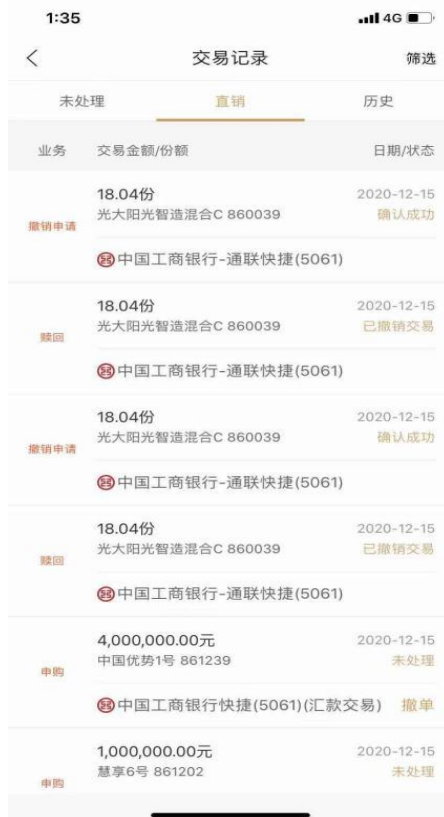 1:35
4G
交易记录
筛选
未处理
直销
历史
业务
交易金额/份额
日期/状态
18.04份
2020-12-15
撤销申请
光大阳光智造混合C 860039
确认成功
中国工商银行-通联快捷(5061)
18.04份
2020-12-15
赎回
光大阳光智造混合C 860039
已撤销交易
中国工商银行-通联快捷(5061)
18.04份
2020-12-15
撤销申请
光大阳光智造混合C 860039
确认成功
中国工商银行-通联快捷(5061)
18.04份
2020-12-15
赎回
光大阳光智造混合C 860039
已撤销交易
中国工商银行-通联快捷(5061)
4,000,000.00元
2020-12-15
申购
中国优势1号 861239
未处理
中国工商银行快捷(5061)(汇款交易)
撤单
1,000,000.00元
2020-12-15
申购
慧享6号 861202
未处理